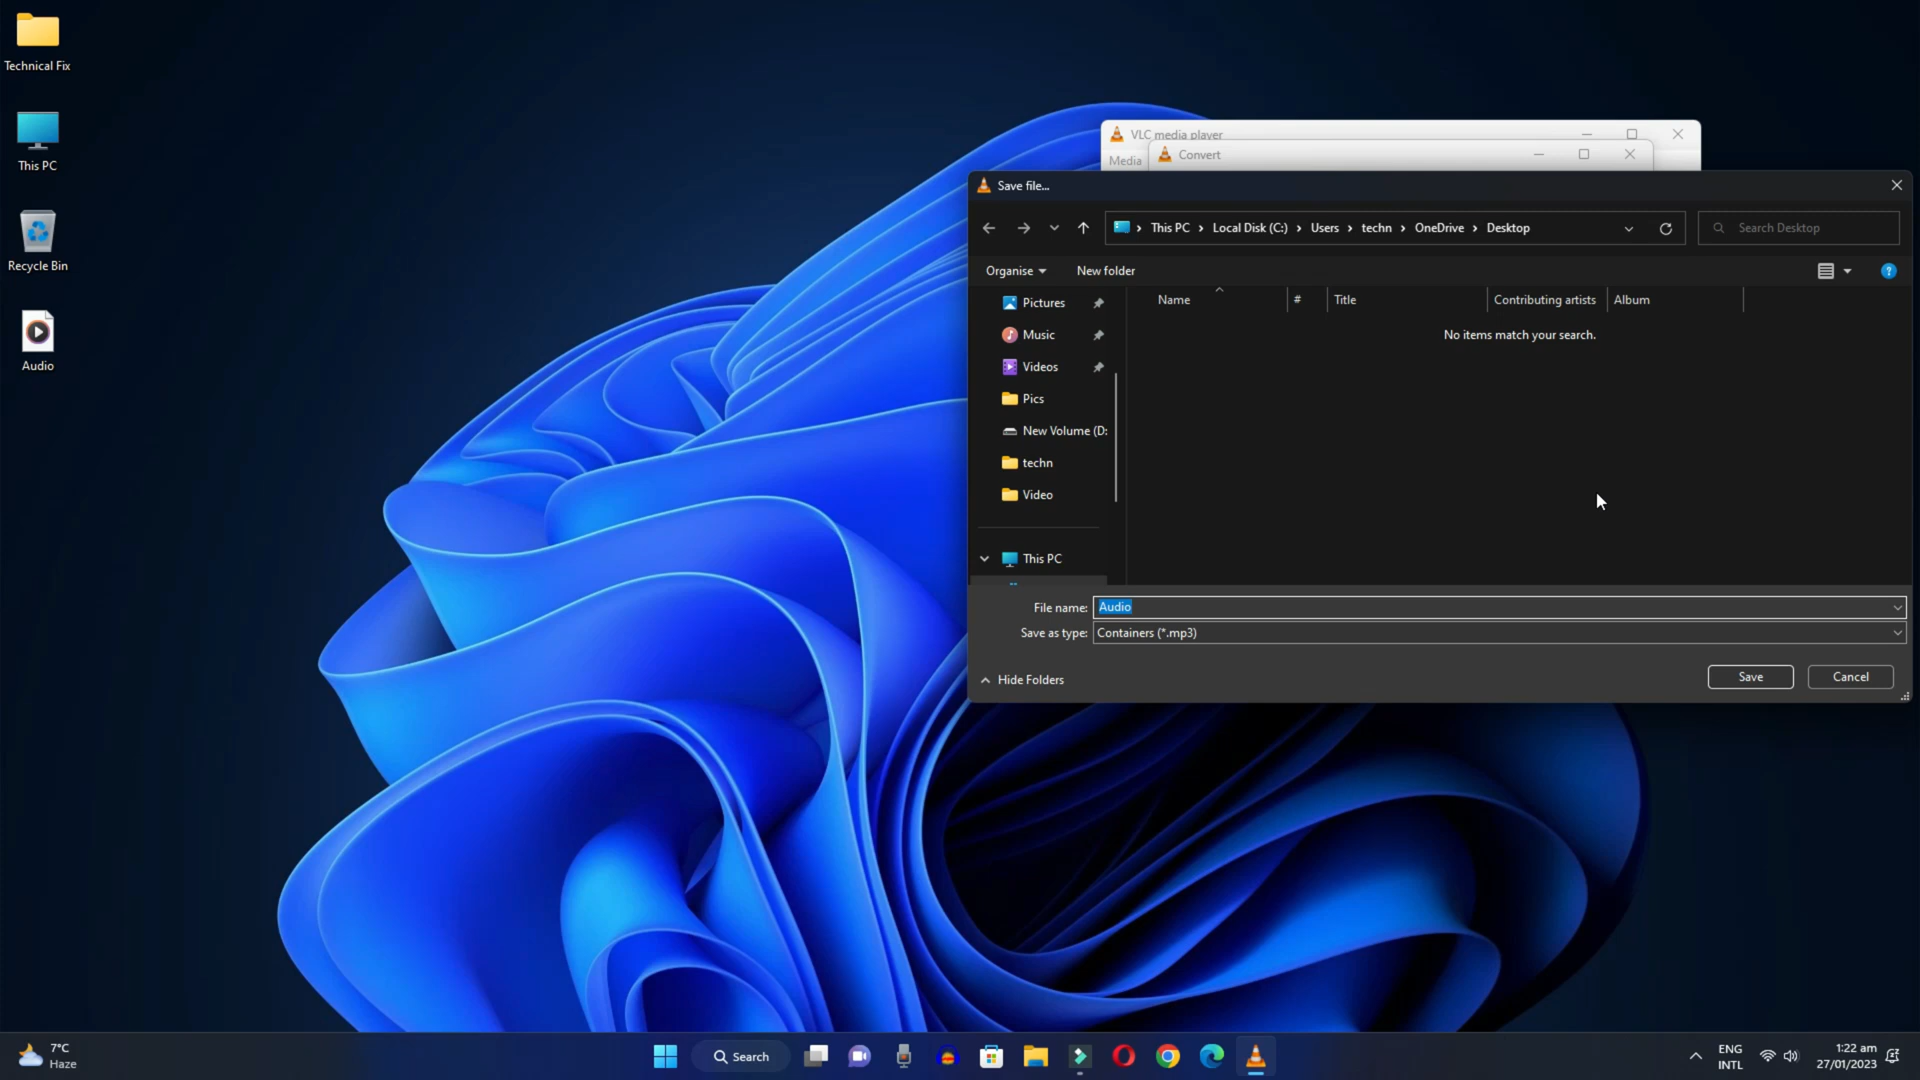 Technical Fix
This PC
Recycle Bin
Audio
VLC media player
Media
Convert
Save file...
This PC
Local Disk (C:)
Users
techn
OneDrive
Desktop
Search Desktop
Organise
New folder
Name
#
Title
Contributing artists
Album
No items match your search.
Pictures
Music
Videos
Pics
New Volume (D:
techn
Video
This PC
File name: Audio
Save as type: Containers (*.mp3)
Hide Folders
Save
Cancel
7°C
Haze
Search
ENG
INTL
1:22 am
27/01/2023